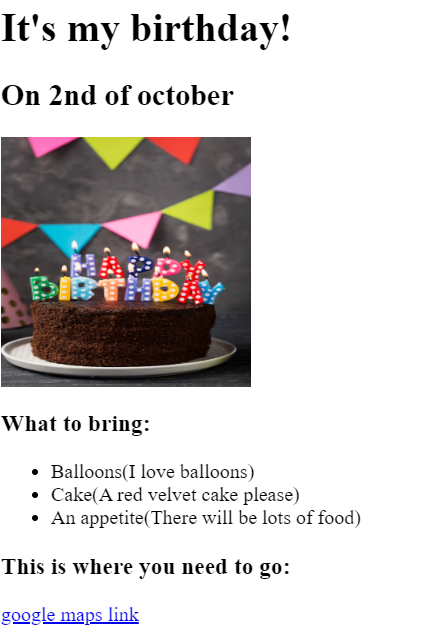 It's my birthday!
On 2nd of october
HAPPY
BIRTHDAY
What to bring:
Balloons(I love balloons)
Cake(A red velvet cake please)
An appetite(There will be lots of food)
This is where you need to go:
google maps link